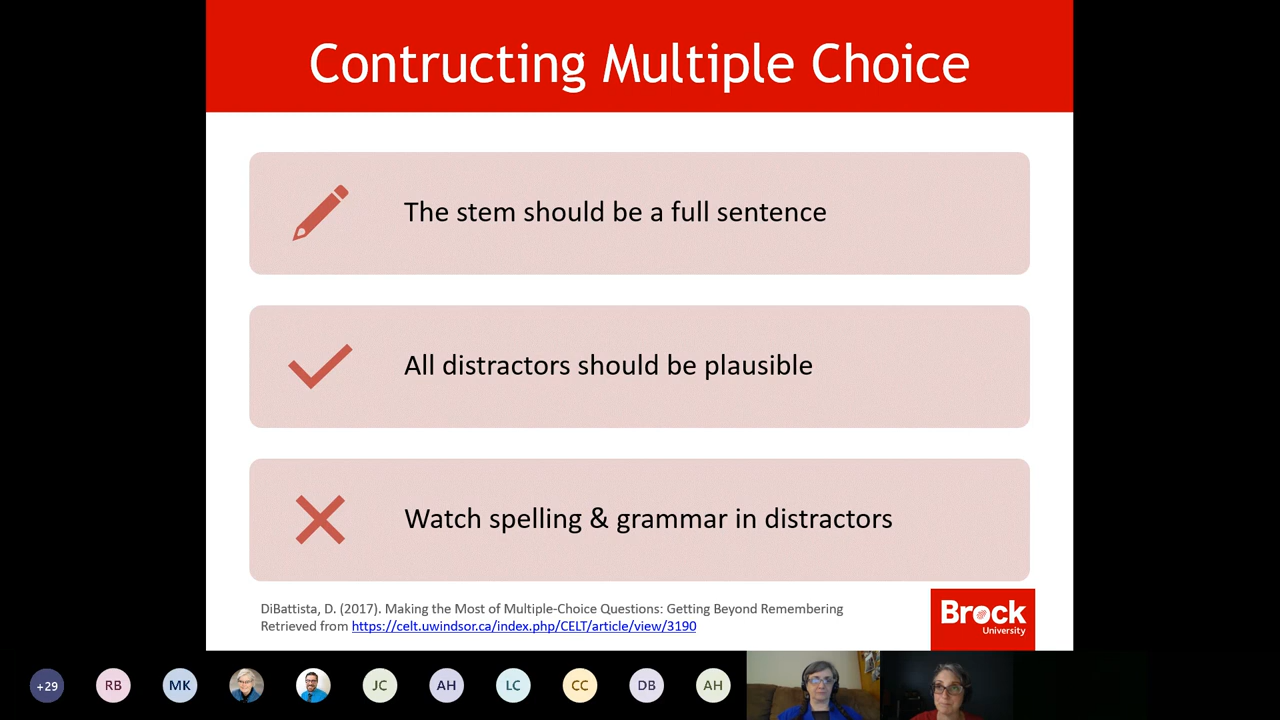 Contructing Multiple Choice
The stem should be a full sentence
All distractors should be plausible
Watch spelling & grammar in distractors
DiBattista, D. (2017). Making the Most of Multiple-Choice Questions: Getting Beyond Remembering
Retrieved from https://celt.uwindsor.ca/index.php/CELT/article/view/3190
Brock
University
+29 RB MK JC AH LC CC DB AH